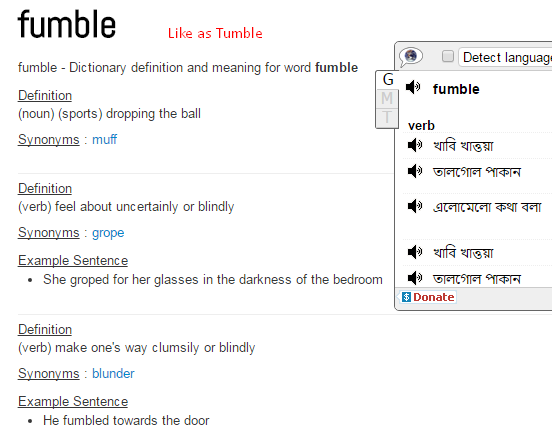 fumble
Like as Tumble
fumble - Dictionary definition and meaning for word fumble
Definition
(noun) (sports) dropping the ball
Synonyms : muff
Definition
(verb) feel about uncertainly or blindly
Synonyms : grope
Example Sentence
She groped for her glasses in the darkness of the bedroom
Definition
(verb) make one's way clumsily or blindly
Synonyms : blunder
Example Sentence
He fumbled towards the door
Detect language
G
M
T
fumble
verb
খাবি খাত্তয়া
তালগোল পাকান
এলোমেলো কথা বলা
খাবি খাত্তয়া
তালগোল পাকান
$ Donate